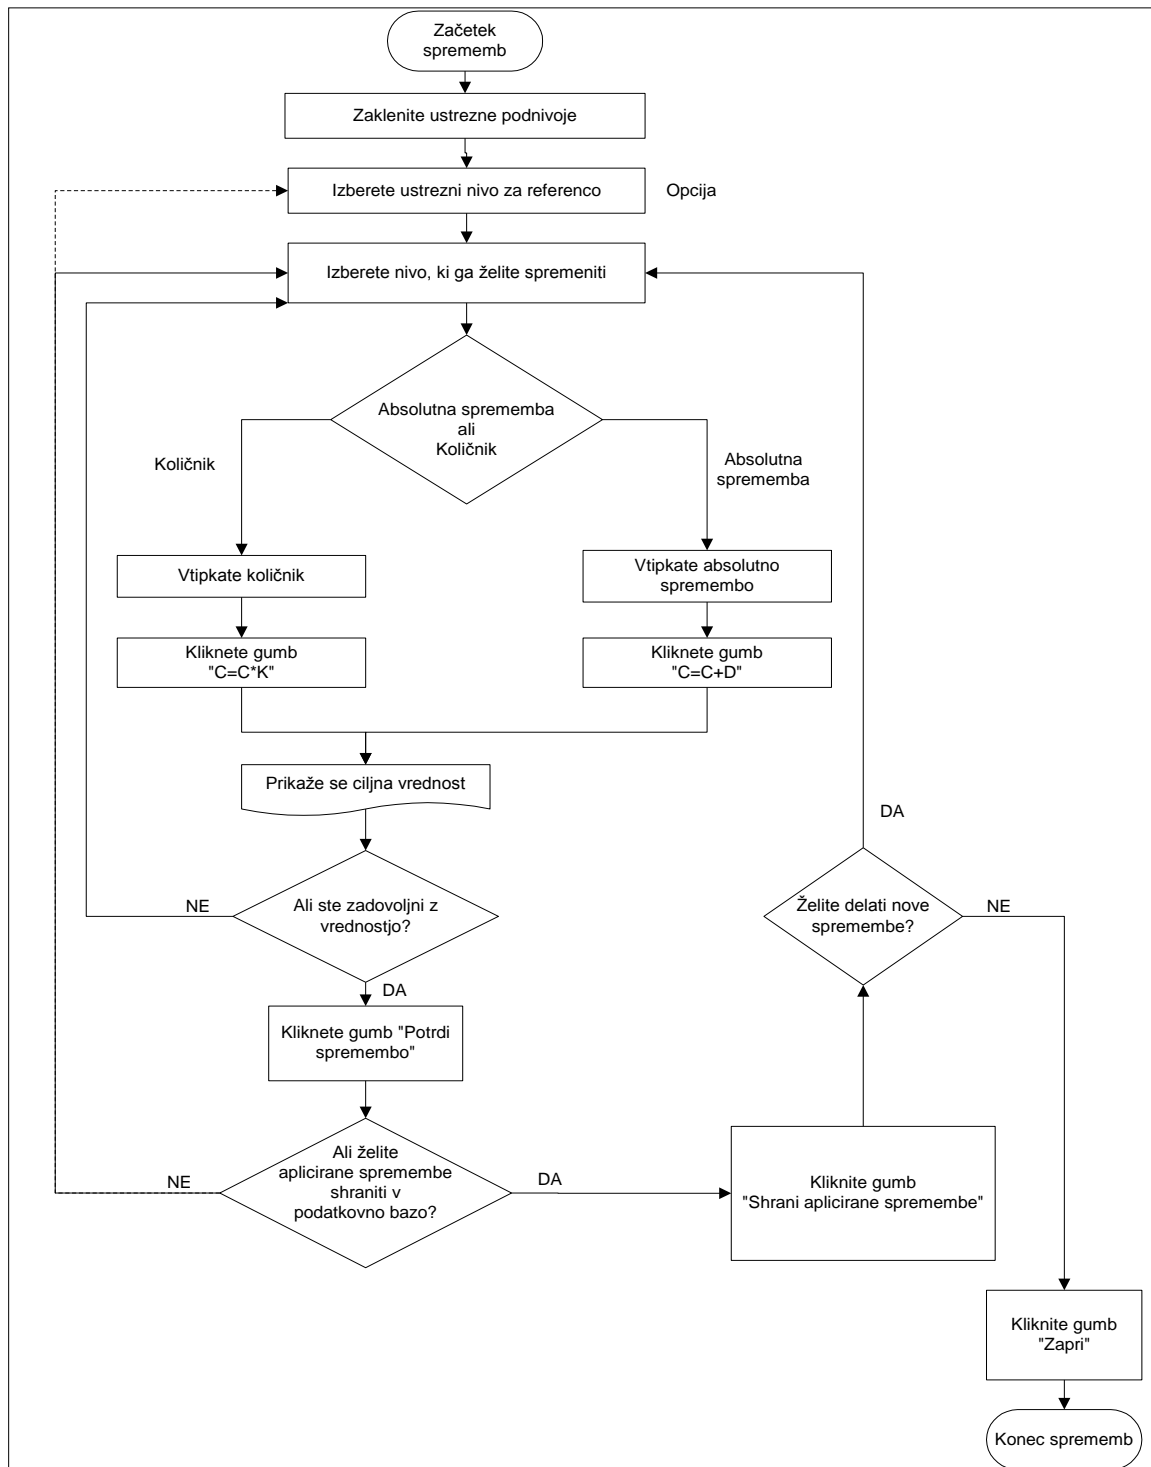 Začetek
sprememb
Zaklenite ustrezne podnivoje
Izberete ustrezni nivo za referenco
Opcija
Izberete nivo, ki ga želite spremeniti
Absolutna sprememba
ali
Količnik
Količnik
Absolutna
sprememba
Vtipkate količnik
Vtipkate absolutno
spremembo
Kliknete gumb
"C=C*K"
Kliknete gumb
"C=C+D"
Prikaže se ciljna vrednost
DA
Ali ste zadovoljni z
vrednostjo?
NE
Želite delati nove
spremembe?
NE
DA
Kliknete gumb "Potrdi
spremembo"
Ali želite
aplicirane spremembe
shraniti v
podatkovno bazo?
NE
DA
Kliknite gumb
"Shrani aplicirane spremembe"
Kliknite gumb
"Zapri"
Konec sprememb